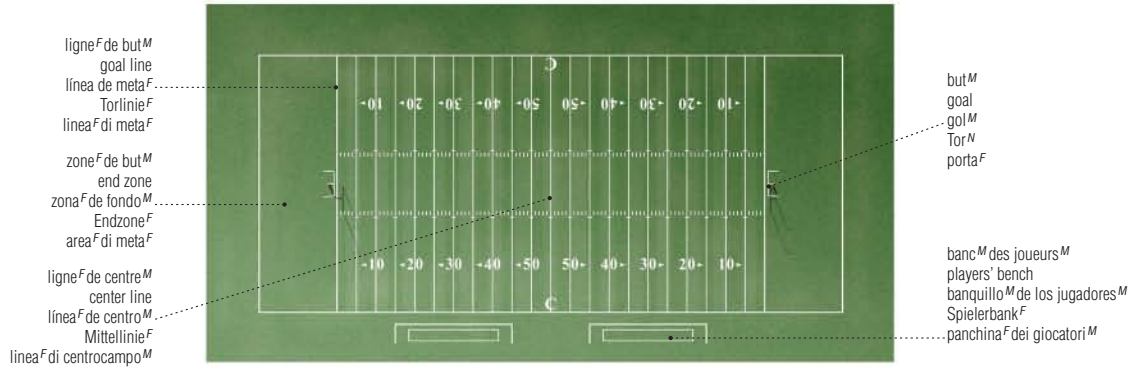 ligneF de butM
goal line
línea de metaF
TorlinieF
lineaF di metaF
zoneF de butM
end zone
zonaF de fondoM
EndzoneF
areaF di metaF
ligneF de centreM
center line
líneaF de centroM
MittellinieF
lineaF di centrocampoM
C
10 20 30 40 50 50 40 30 20 10
10 20 30 40 50 50 40 30 20 10
C
butM
goal
golM
TorN
portaF
bancM des joueursM
players' bench
banquilloM de los jugadoresM
SpielerbankF
panchinaF dei giocatoriM